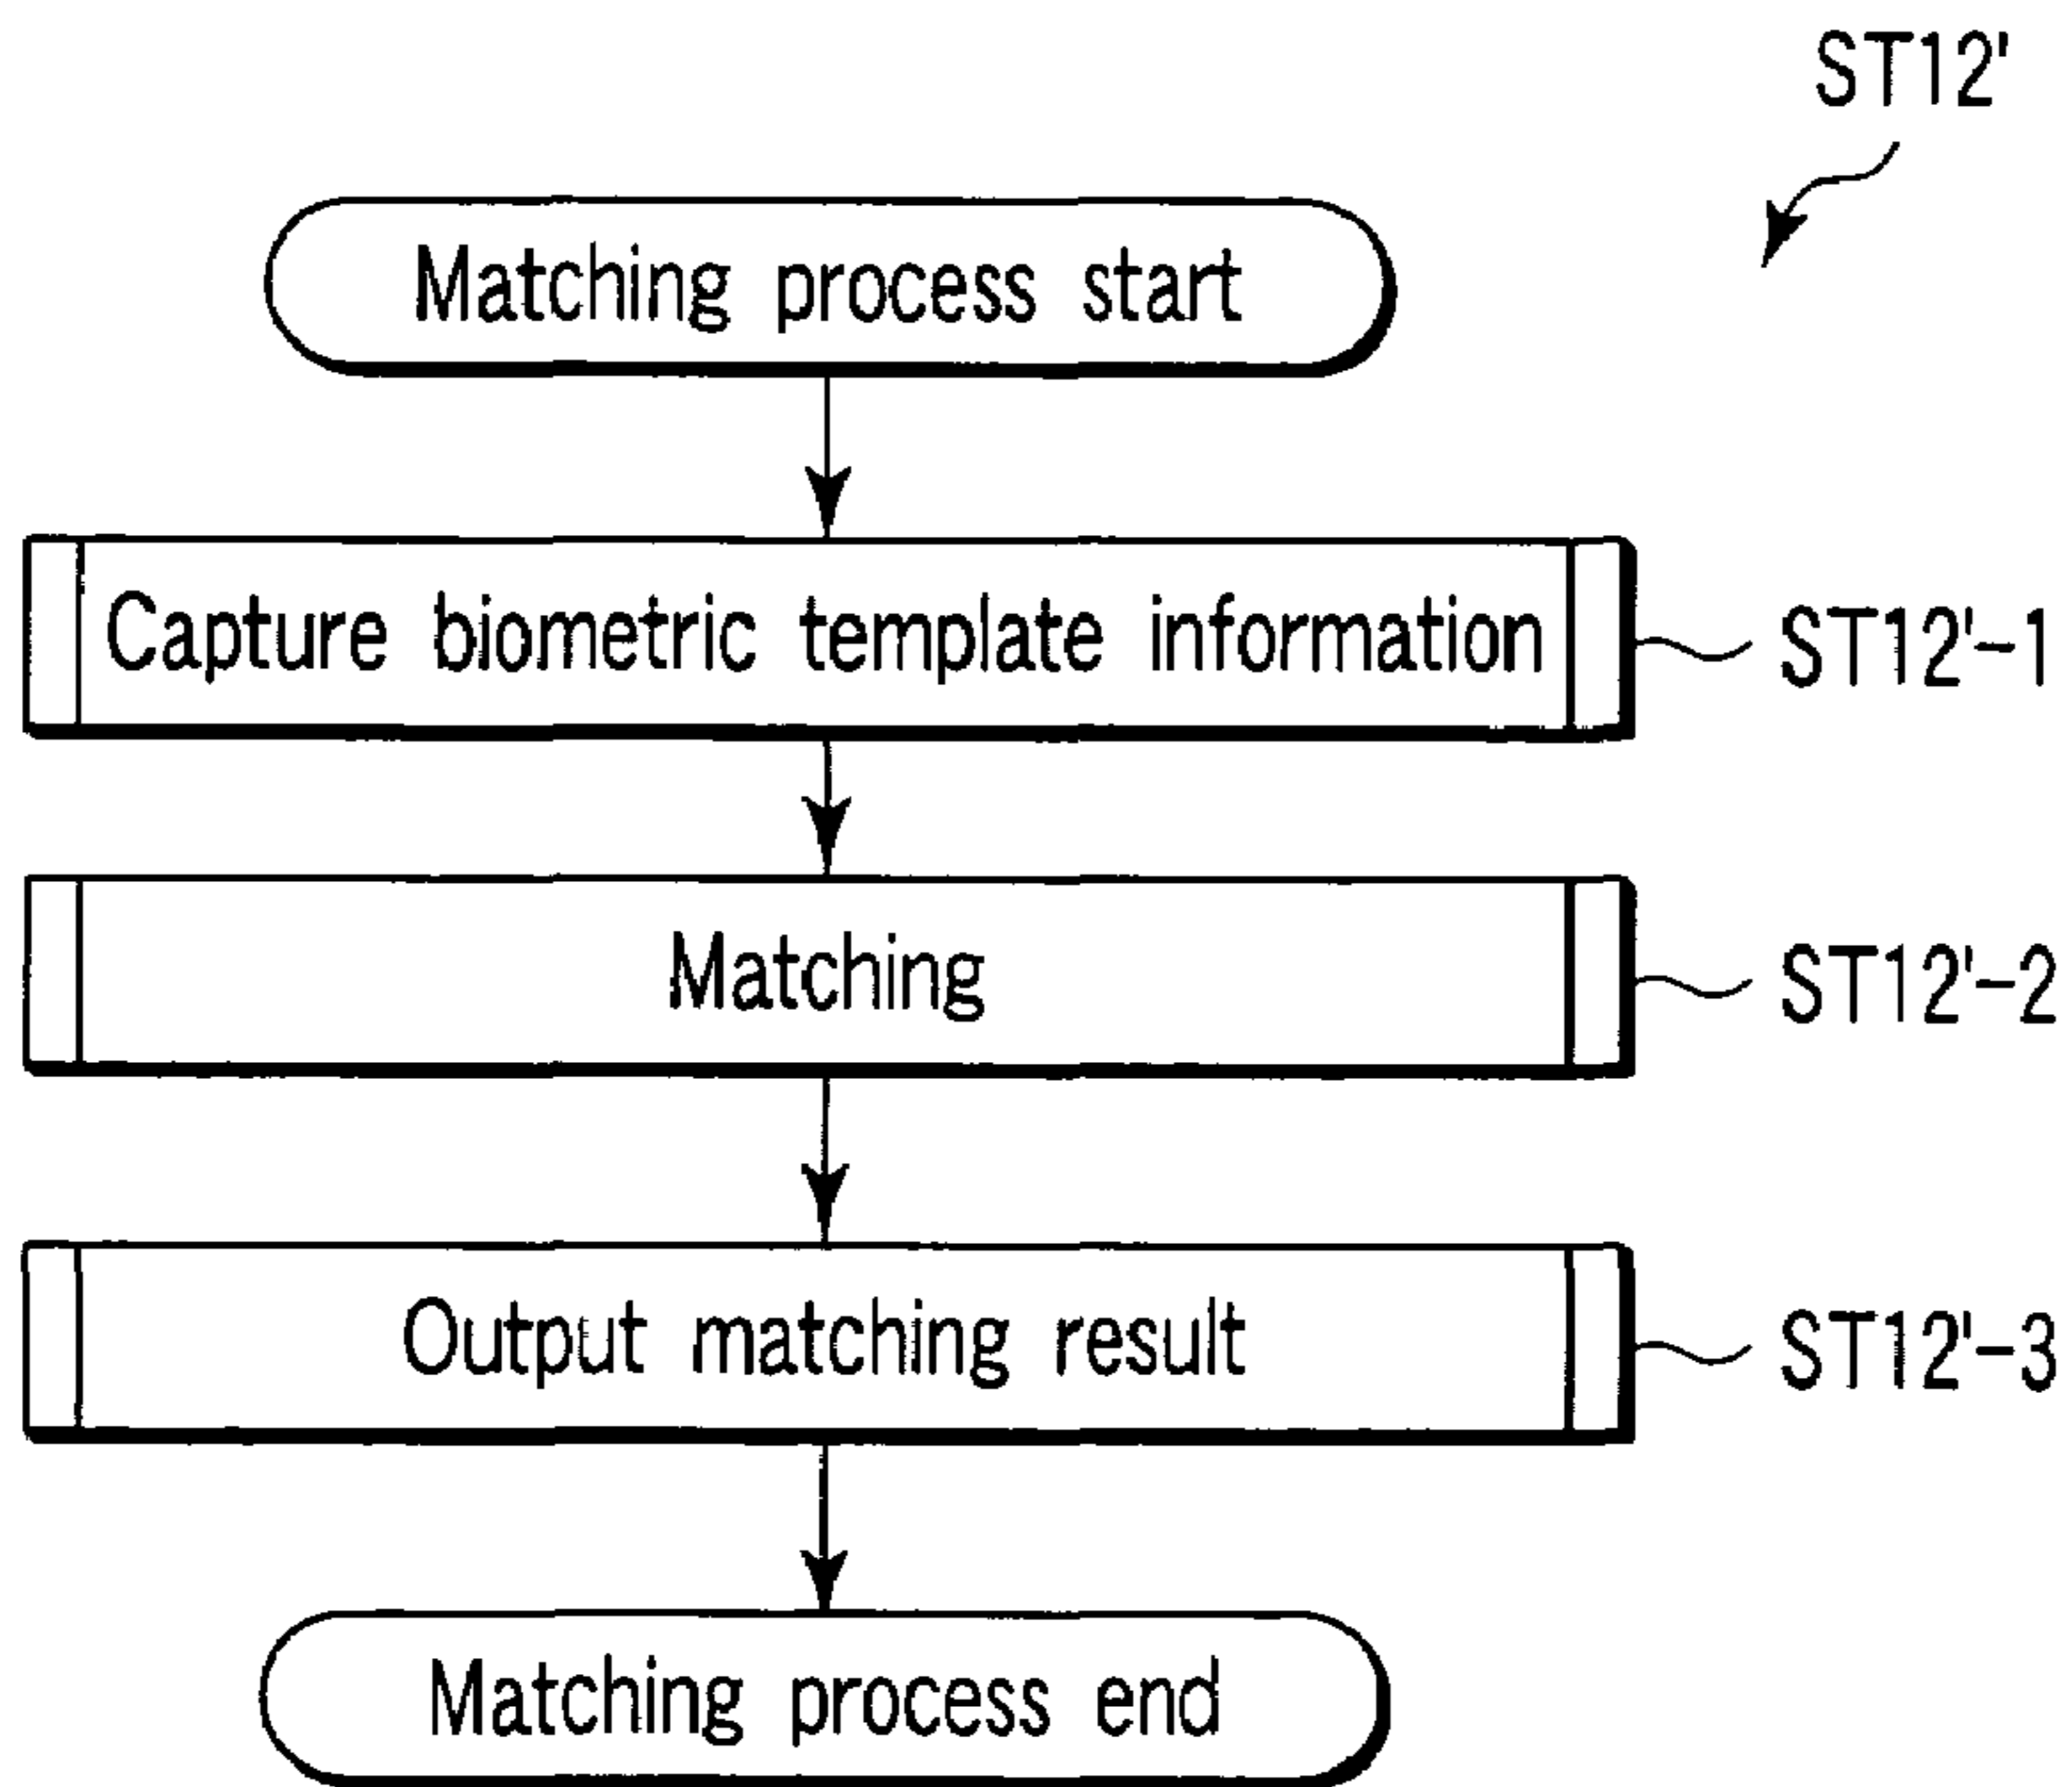 ST12'
Matching process start
Capture biometric template information
ST12'-1
Matching
ST12'-2
Output matching result
ST12'-3
Matching process end